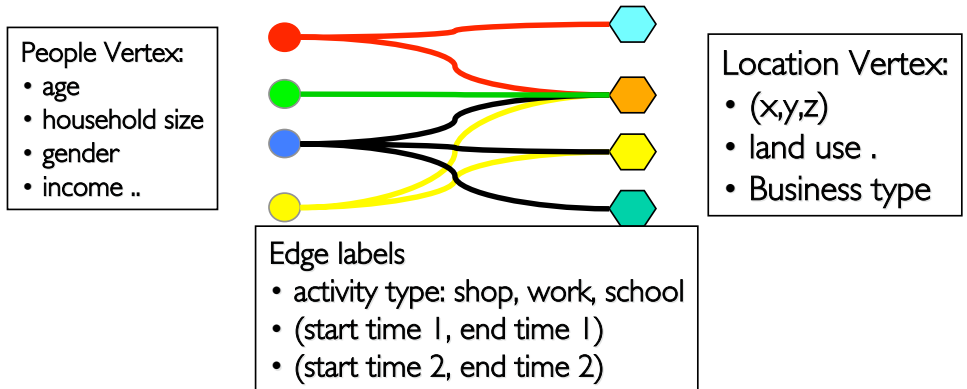 People Vertex:
• age
• household size
• gender
• income ..
Location Vertex:
• (x,y,z)
• land use .
• Business type
Edge labels
• activity type: shop, work, school
• (start time 1, end time 1)
• (start time 2, end time 2)